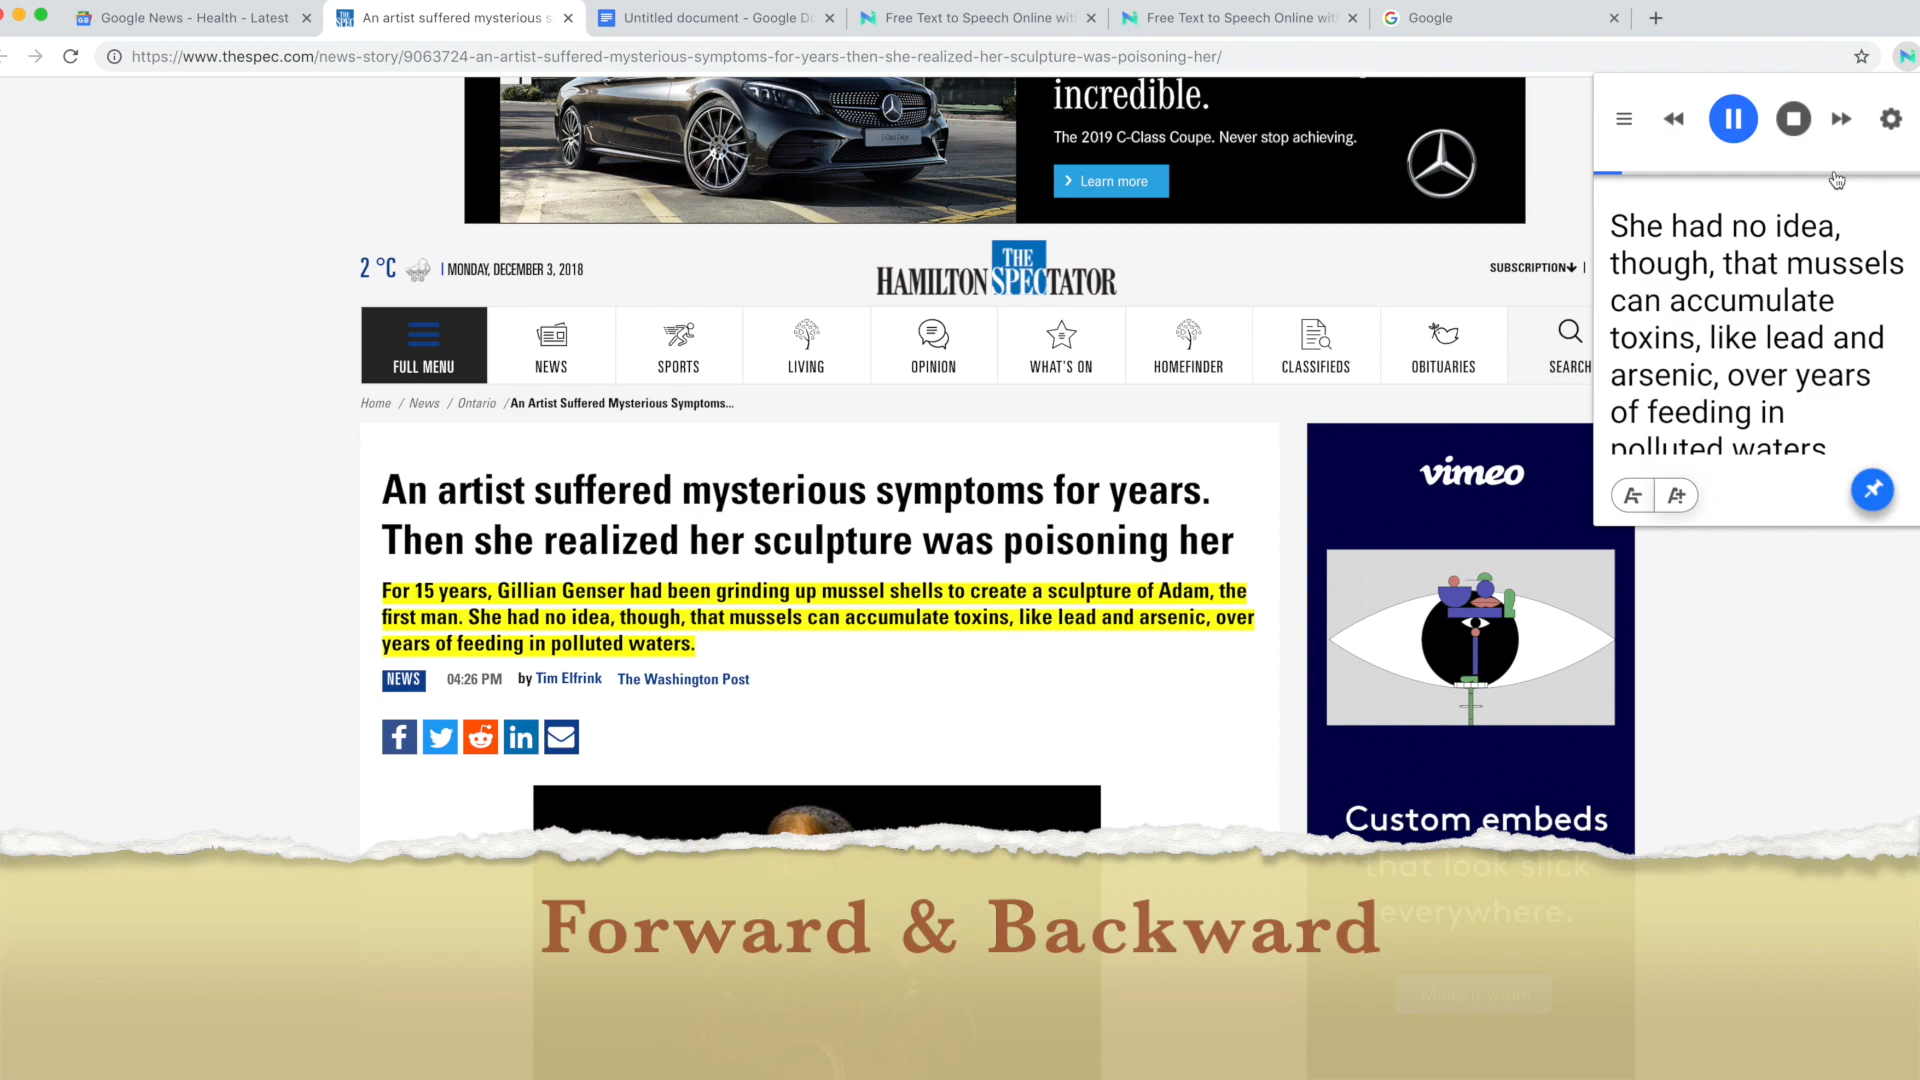 Google News - Health - Latest
An artist suffered mysterious s
Untitled document - Google Do
Free Text to Speech Online wit
Free Text to Speech Online wit
Google
https://www.thespec.com/news-story/9063724-an-artist-suffered-mysterious-symptoms-for-years-then-she-realized-her-sculpture-was-poisoning-her/
incredible.
The 2019 C-Class Coupe. Never stop achieving.
Learn more
2 °C
MONDAY, DECEMBER 3, 2018
THE
HAMILTON SPECTATOR
SUBSCRIPTION
FULL MENU
NEWS
SPORTS
LIVING
OPINION
WHAT'S ON
HOMEFINDER
CLASSIFIEDS
OBITUARIES
SEARCH
Home / News / Ontario / An Artist Suffered Mysterious Symptoms...
An artist suffered mysterious symptoms for years.
Then she realized her sculpture was poisoning her
For 15 years, Gillian Genser had been grinding up mussel shells to create a sculpture of Adam, the
first man. She had no idea, though, that mussels can accumulate toxins, like lead and arsenic, over
years of feeding in polluted waters.
NEWS 04:26 PM by Tim Elfrink The Washington Post
She had no idea,
though, that mussels
can accumulate
toxins, like lead and
arsenic, over years
of feeding in
polluted waters
A- A+
vimeo
Custom embeds
that look slick
everywhere.
Make it yours
Forward & Backward